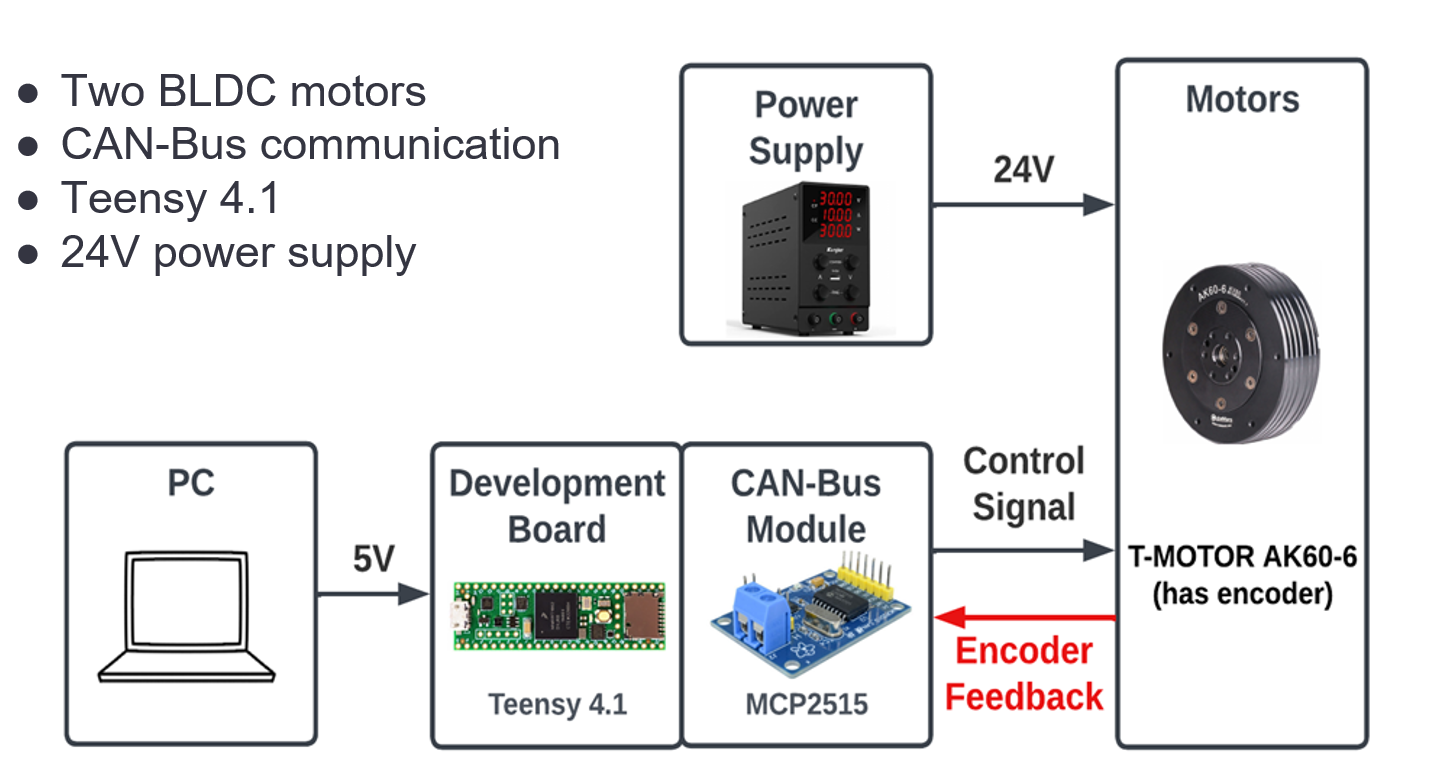 ● Two BLDC motors
● CAN-Bus communication
● Teensy 4.1
● 24V power supply
Power
Supply
30.00
10.00
300.0
24V
Motors
AK60-6
T-MOTOR AK60-6
(has encoder)
PC
5V
Development
Board
Teensy 4.1
CAN-Bus
Module
MCP2515
Control
Signal
Encoder
Feedback